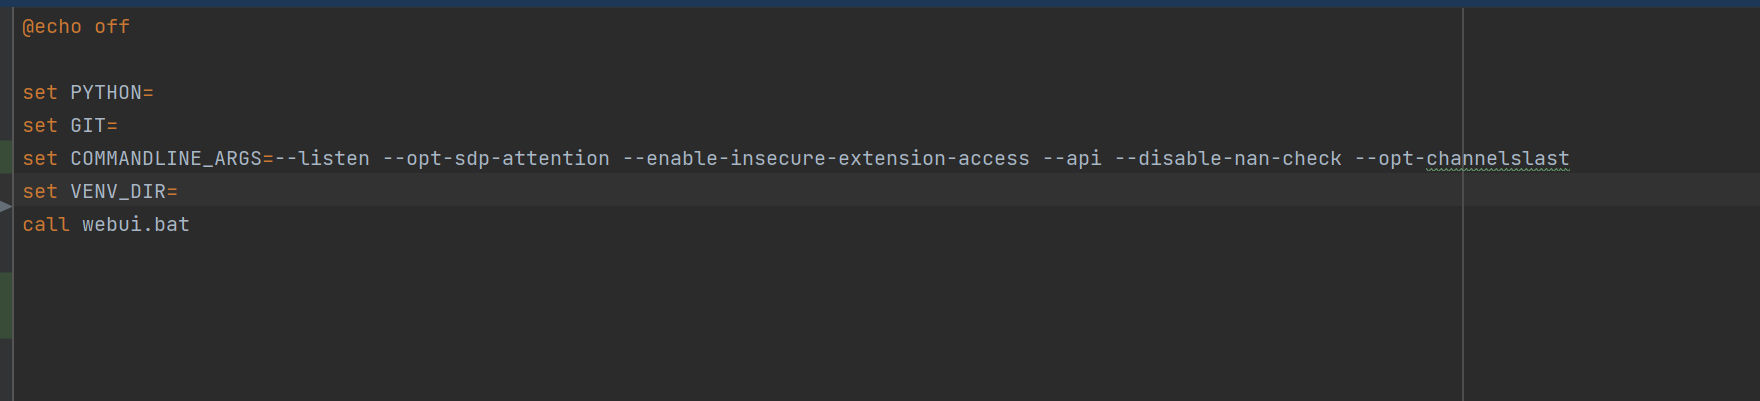 @echo off
set PYTHON=
set GIT=
set COMMANDLINE_ARGS=--listen --opt-sdp-attention --enable-insecure-extension-access --api --disable-nan-check --opt-channelslast
set VENV_DIR=
call webui.bat